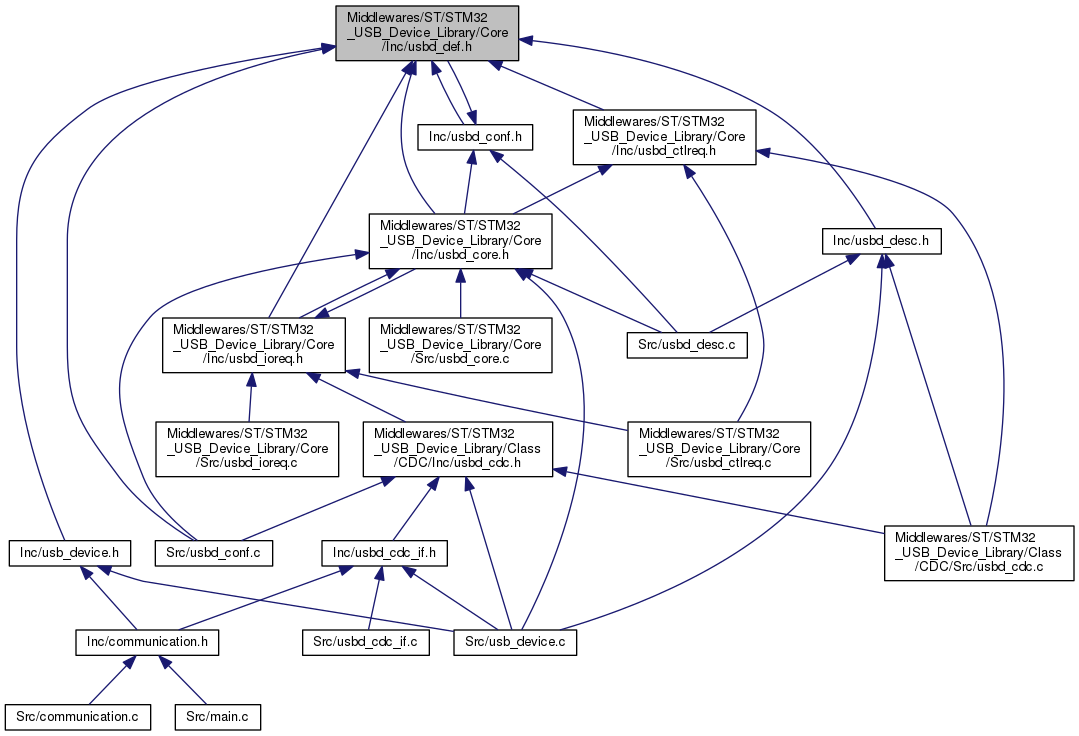 Middlewares/ST/STM32
_USB_Device_Library/Core
/Inc/usbd_def.h
Inc/usbd_conf.h
Middlewares/ST/STM32
_USB_Device_Library/Core
/Inc/usbd_ctlreq.h
Middlewares/ST/STM32
_USB_Device_Library/Core
/Inc/usbd_core.h
Inc/usbd_desc.h
Middlewares/ST/STM32
_USB_Device_Library/Core
/Inc/usbd_ioreq.h
Middlewares/ST/STM32
_USB_Device_Library/Core
/Src/usbd_core.c
Src/usbd_desc.c
Middlewares/ST/STM32
_USB_Device_Library/Core
/Src/usbd_ioreq.c
Middlewares/ST/STM32
_USB_Device_Library/Class
/CDC/Inc/usbd_cdc.h
Middlewares/ST/STM32
_USB_Device_Library/Core
/Src/usbd_ctlreq.c
Inc/usb_device.h
Src/usbd_conf.c
Inc/usbd_cdc_if.h
Middlewares/ST/STM32
_USB_Device_Library/Class
/CDC/Src/usbd_cdc.c
Inc/communication.h
Src/usbd_cdc_if.c
Src/usb_device.c
Src/communication.c
Src/main.c